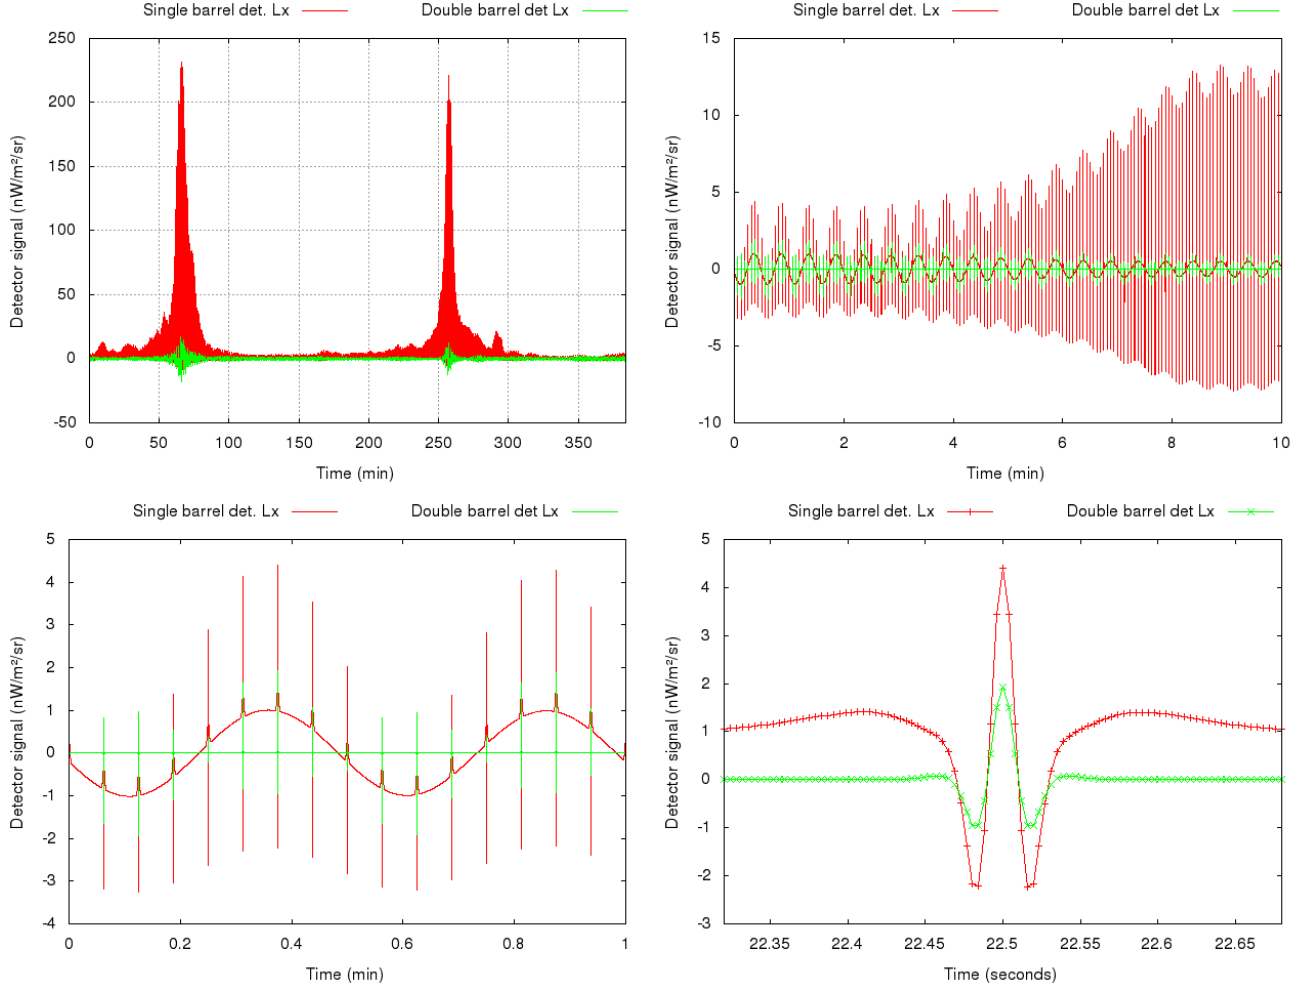 Single barrel det. Lx Double barrel det Lx
250
200
150
100
50
0
-50
Detector signal (nW/m²/sr)
0 50 100 150 200 250 300 350
Time (min)
Single barrel det. Lx Double barrel det Lx
15
10
5
0
-5
-10
Detector signal (nW/m²/sr)
0 2 4 6 8 10
Time (min)
Single barrel det. Lx Double barrel det Lx
5
4
3
2
1
0
-1
-2
-3
-4
Detector signal (nW/m²/sr)
0 0.2 0.4 0.6 0.8 1
Time (min)
Single barrel det. Lx Double barrel det Lx
5
4
3
2
1
0
-1
-2
-3
Detector signal (nW/m²/sr)
22.35 22.4 22.45 22.5 22.55 22.6 22.65
Time (seconds)